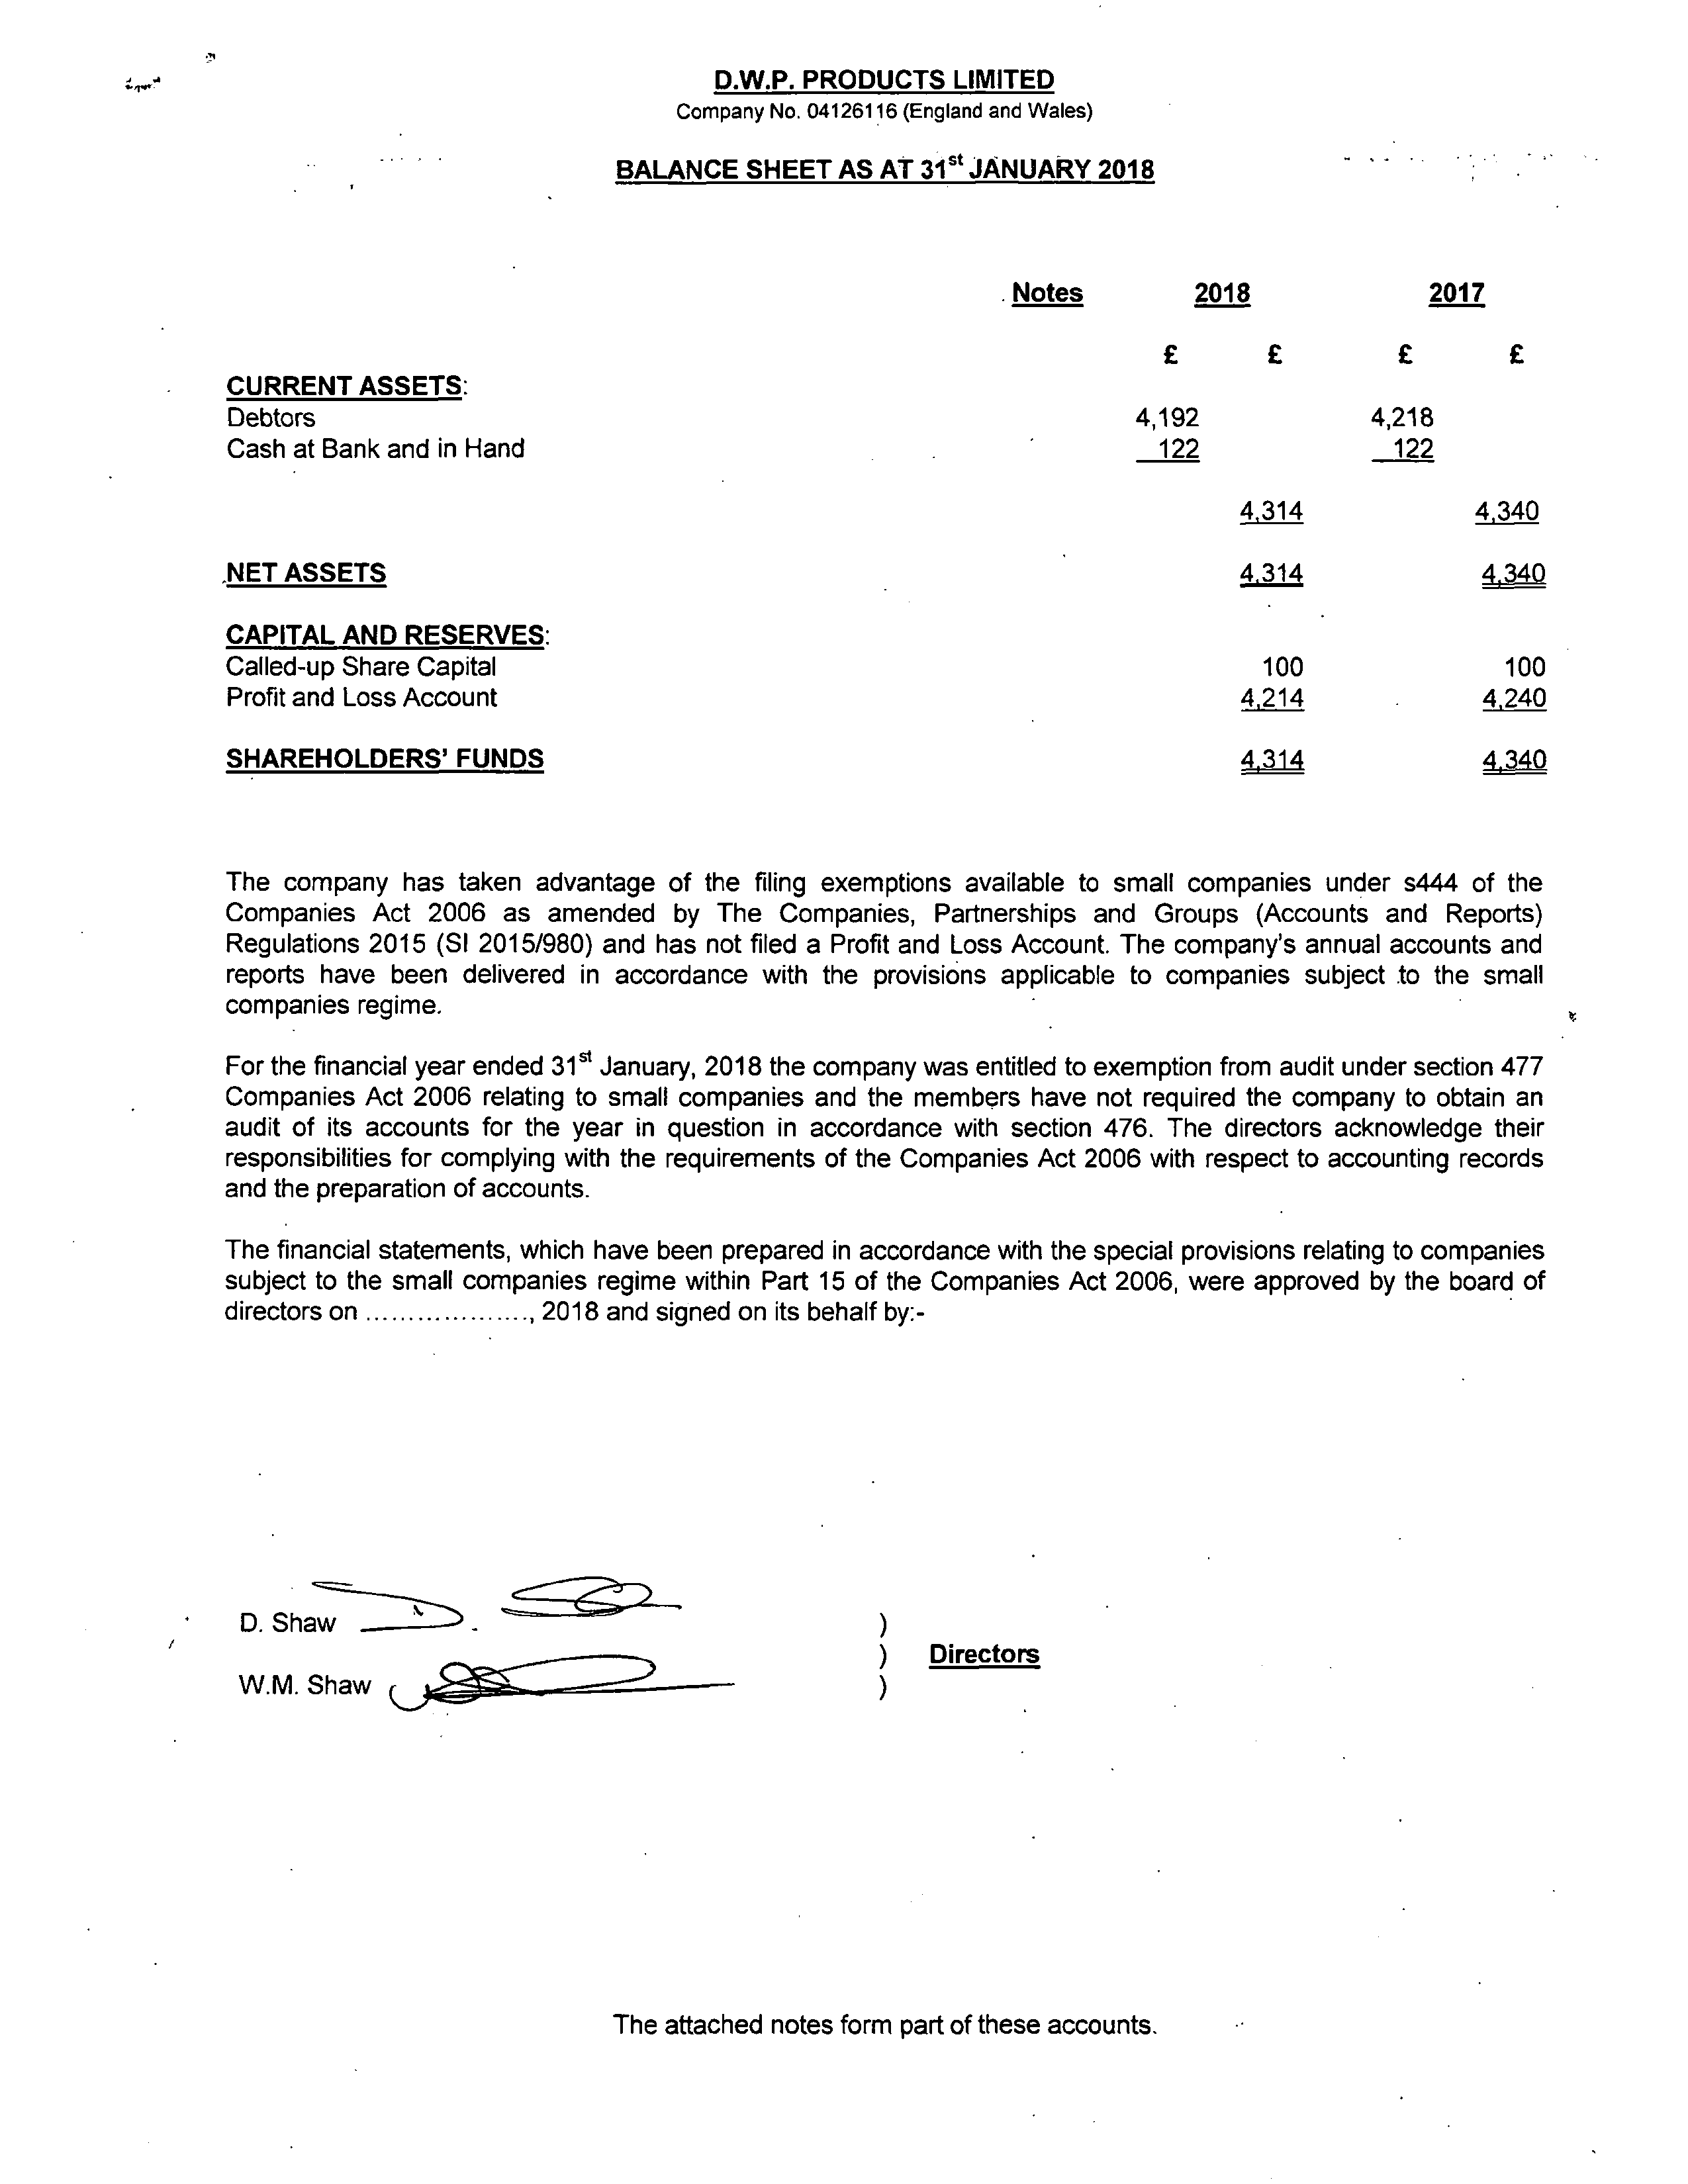 D.W.P. PRODUCTS LIMITED
Company No. 04126116 (England and Wales)
BALANCE SHEET AS AT 31st JANUARY 2018
Notes 2018 2017
£ £ £ £
CURRENT ASSETS:
Debtors 4,192 4,218
Cash at Bank and in Hand 122 122
4,314 4,340
NET ASSETS 4,314 4,340
CAPITAL AND RESERVES:
Called-up Share Capital 100 100
Profit and Loss Account 4,214 4,240
SHAREHOLDERS' FUNDS 4,314 4,340
The company has taken advantage of the filing exemptions available to small companies under s444 of the
Companies Act 2006 as amended by The Companies, Partnerships and Groups (Accounts and Reports)
Regulations 2015 (SI 2015/980) and has not filed a Profit and Loss Account. The company's annual accounts and
reports have been delivered in accordance with the provisions applicable to companies subject to the small
companies regime.
For the financial year ended 31st January, 2018 the company was entitled to exemption from audit under section 477
Companies Act 2006 relating to small companies and the members have not required the company to obtain an
audit of its accounts for the year in question in accordance with section 476. The directors acknowledge their
responsibilities for complying with the requirements of the Companies Act 2006 with respect to accounting records
and the preparation of accounts.
The financial statements, which have been prepared in accordance with the special provisions relating to companies
subject to the small companies regime within Part 15 of the Companies Act 2006, were approved by the board of
directors on ..................., 2018 and signed on its behalf by:-
D. Shaw )
) Directors
W.M. Shaw )
The attached notes form part of these accounts.